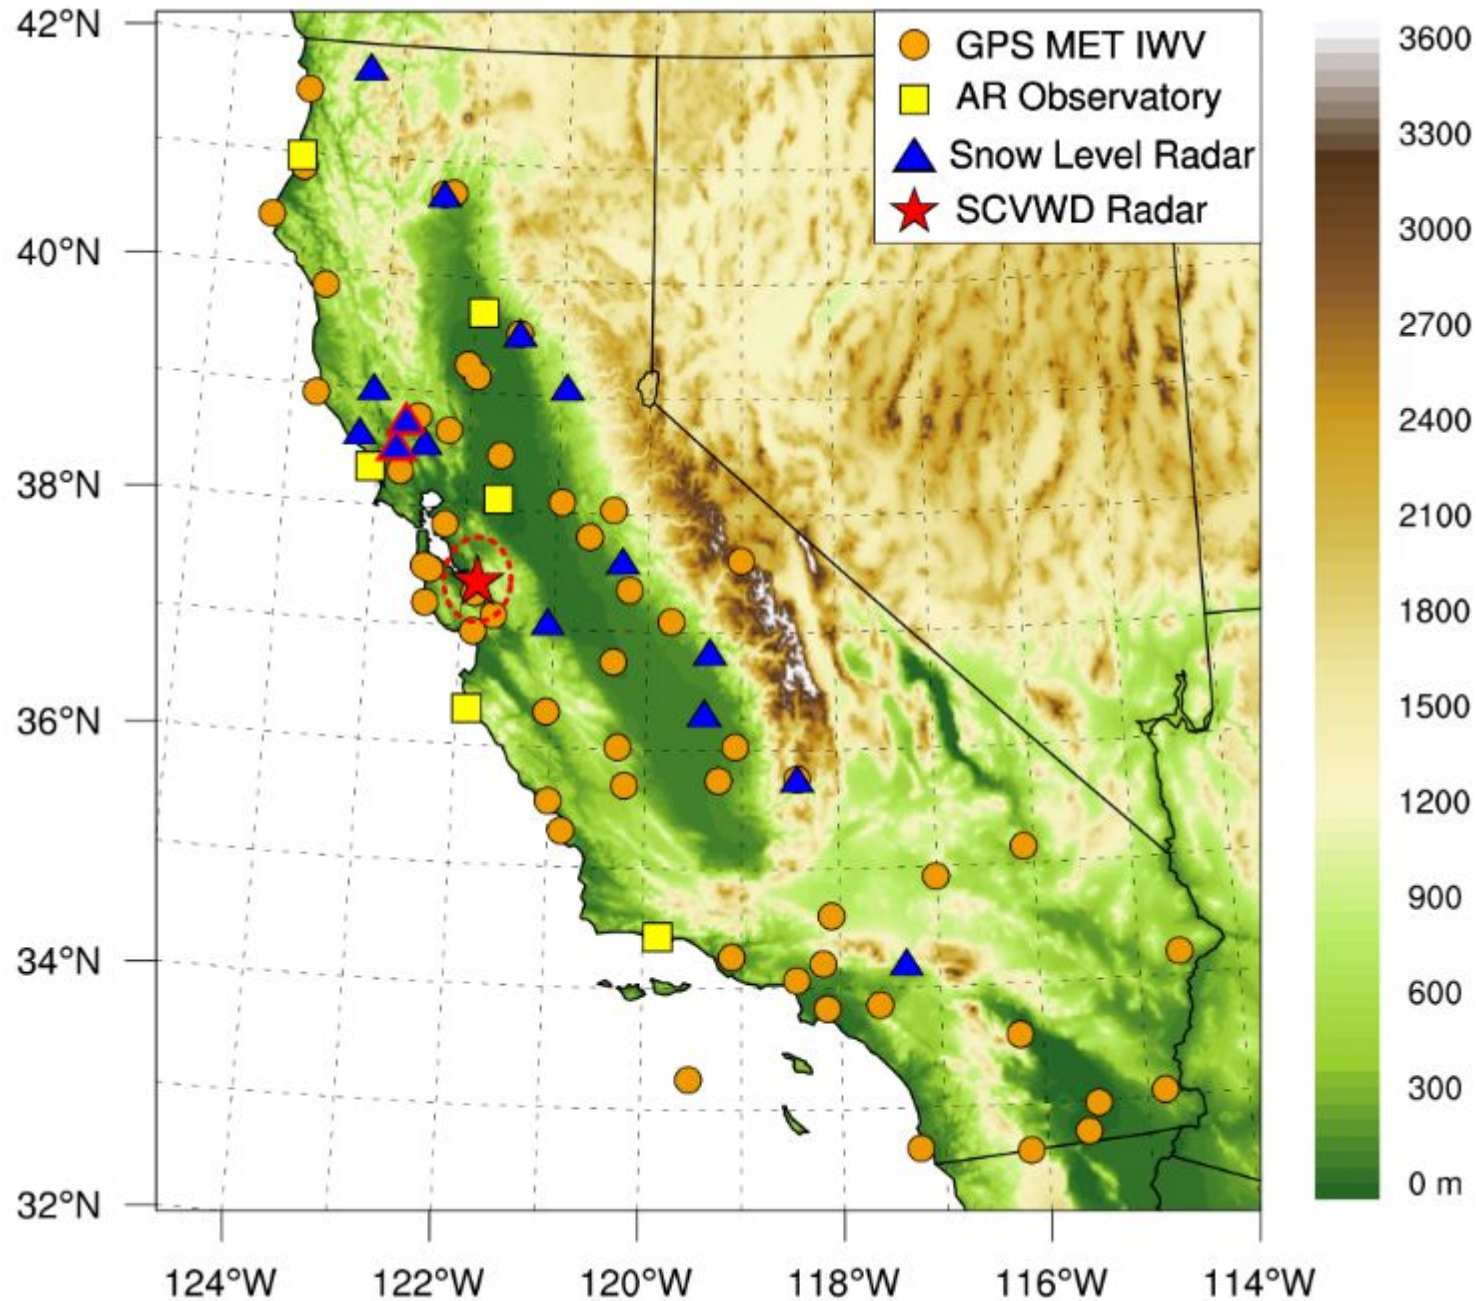 42°N
40°N
38°N
36°N
34°N
32°N
124°W 122°W 120°W 118°W 116°W 114°W
GPS MET IWV
AR Observatory
Snow Level Radar
SCVWD Radar
3600
3300
3000
2700
2400
2100
1800
1500
1200
900
600
300
0 m